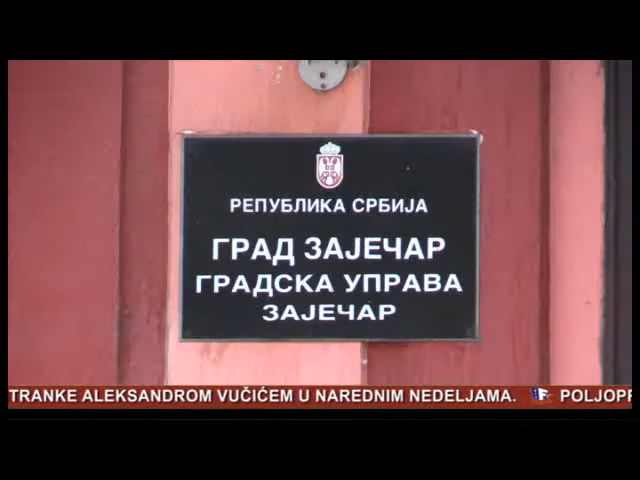 РЕПУБЛИКА СРБИЈА
ГРАД ЗАЈЕЧАР
ГРАДСКА УПРАВА
ЗАЈЕЧАР
TRANKE ALEKSANDROM VUČIĆEM U NAREDNIM NEDELJAMA.